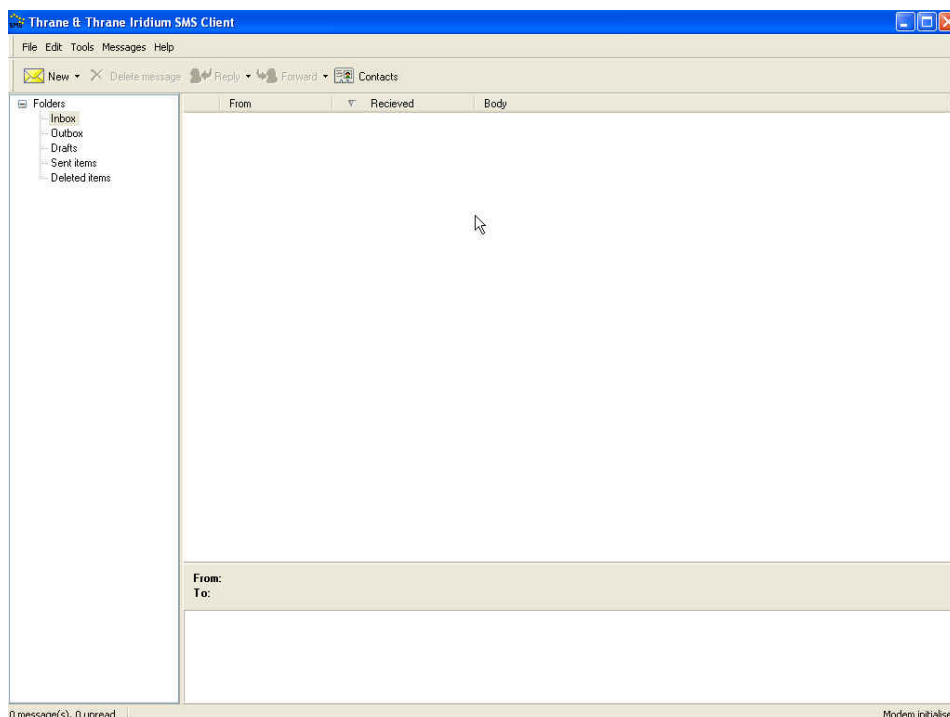 Thrane & Thrane Iridium SMS Client
File Edit Tools Messages Help
New Delete message Reply Forward Contacts
Folders
Inbox
Outbox
Drafts
Sent items
Deleted items
From Recieved Body
From:
To:
0 message(s), 0 unread
Modem initialise